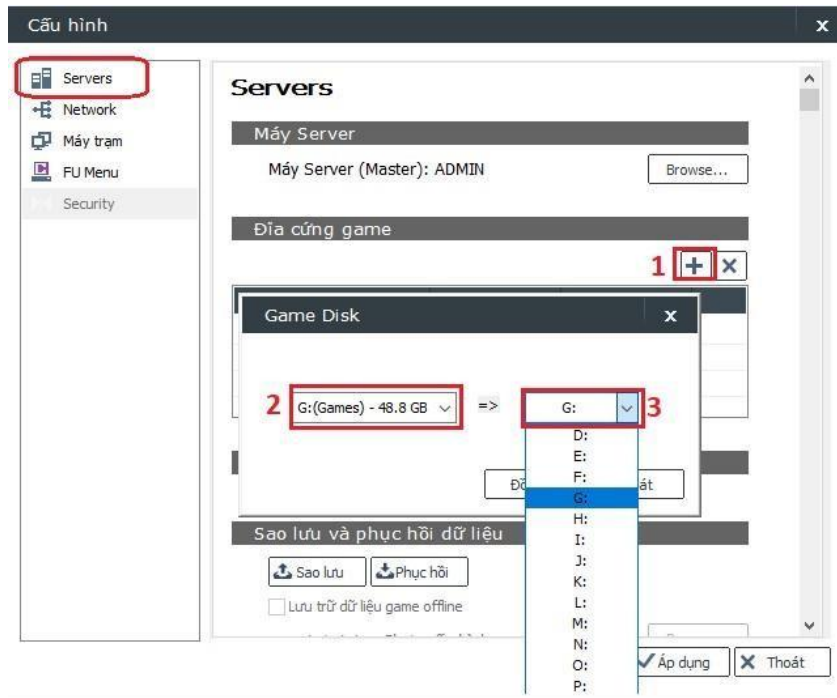 Cấu hình x
Servers
Network
Máy trạm
FU Menu
Security
Servers
Máy Server
Máy Server (Master): ADMIN Browse...
Đĩa cứng game
1 + x
Game Disk x
2 G:(Games) - 48.8 GB => G: 3
D:
E:
F:
G:
H:
I:
J:
K:
L:
M:
N:
O:
P:
Sao lưu và phục hồi dữ liệu
Sao lưu Phục hồi
Lưu trữ dữ liệu game offline
Áp dụng Thoát